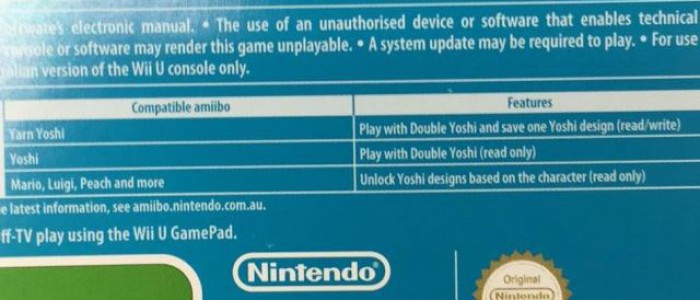 software's electronic manual. • The use of an unauthorised device or software that enables technical
console or software may render this game unplayable. • A system update may be required to play. • For use
version of the Wii U console only.
Compatible amiibo Features
Yarn Yoshi Play with Double Yoshi and save one Yoshi design (read/write)
Yoshi Play with Double Yoshi (read only)
Mario, Luigi, Peach and more Unlock Yoshi designs based on the character (read only)
e latest information, see amiibo.nintendo.com.au.
ff-TV play using the Wii U GamePad.
Nintendo®
Original
Nintendo